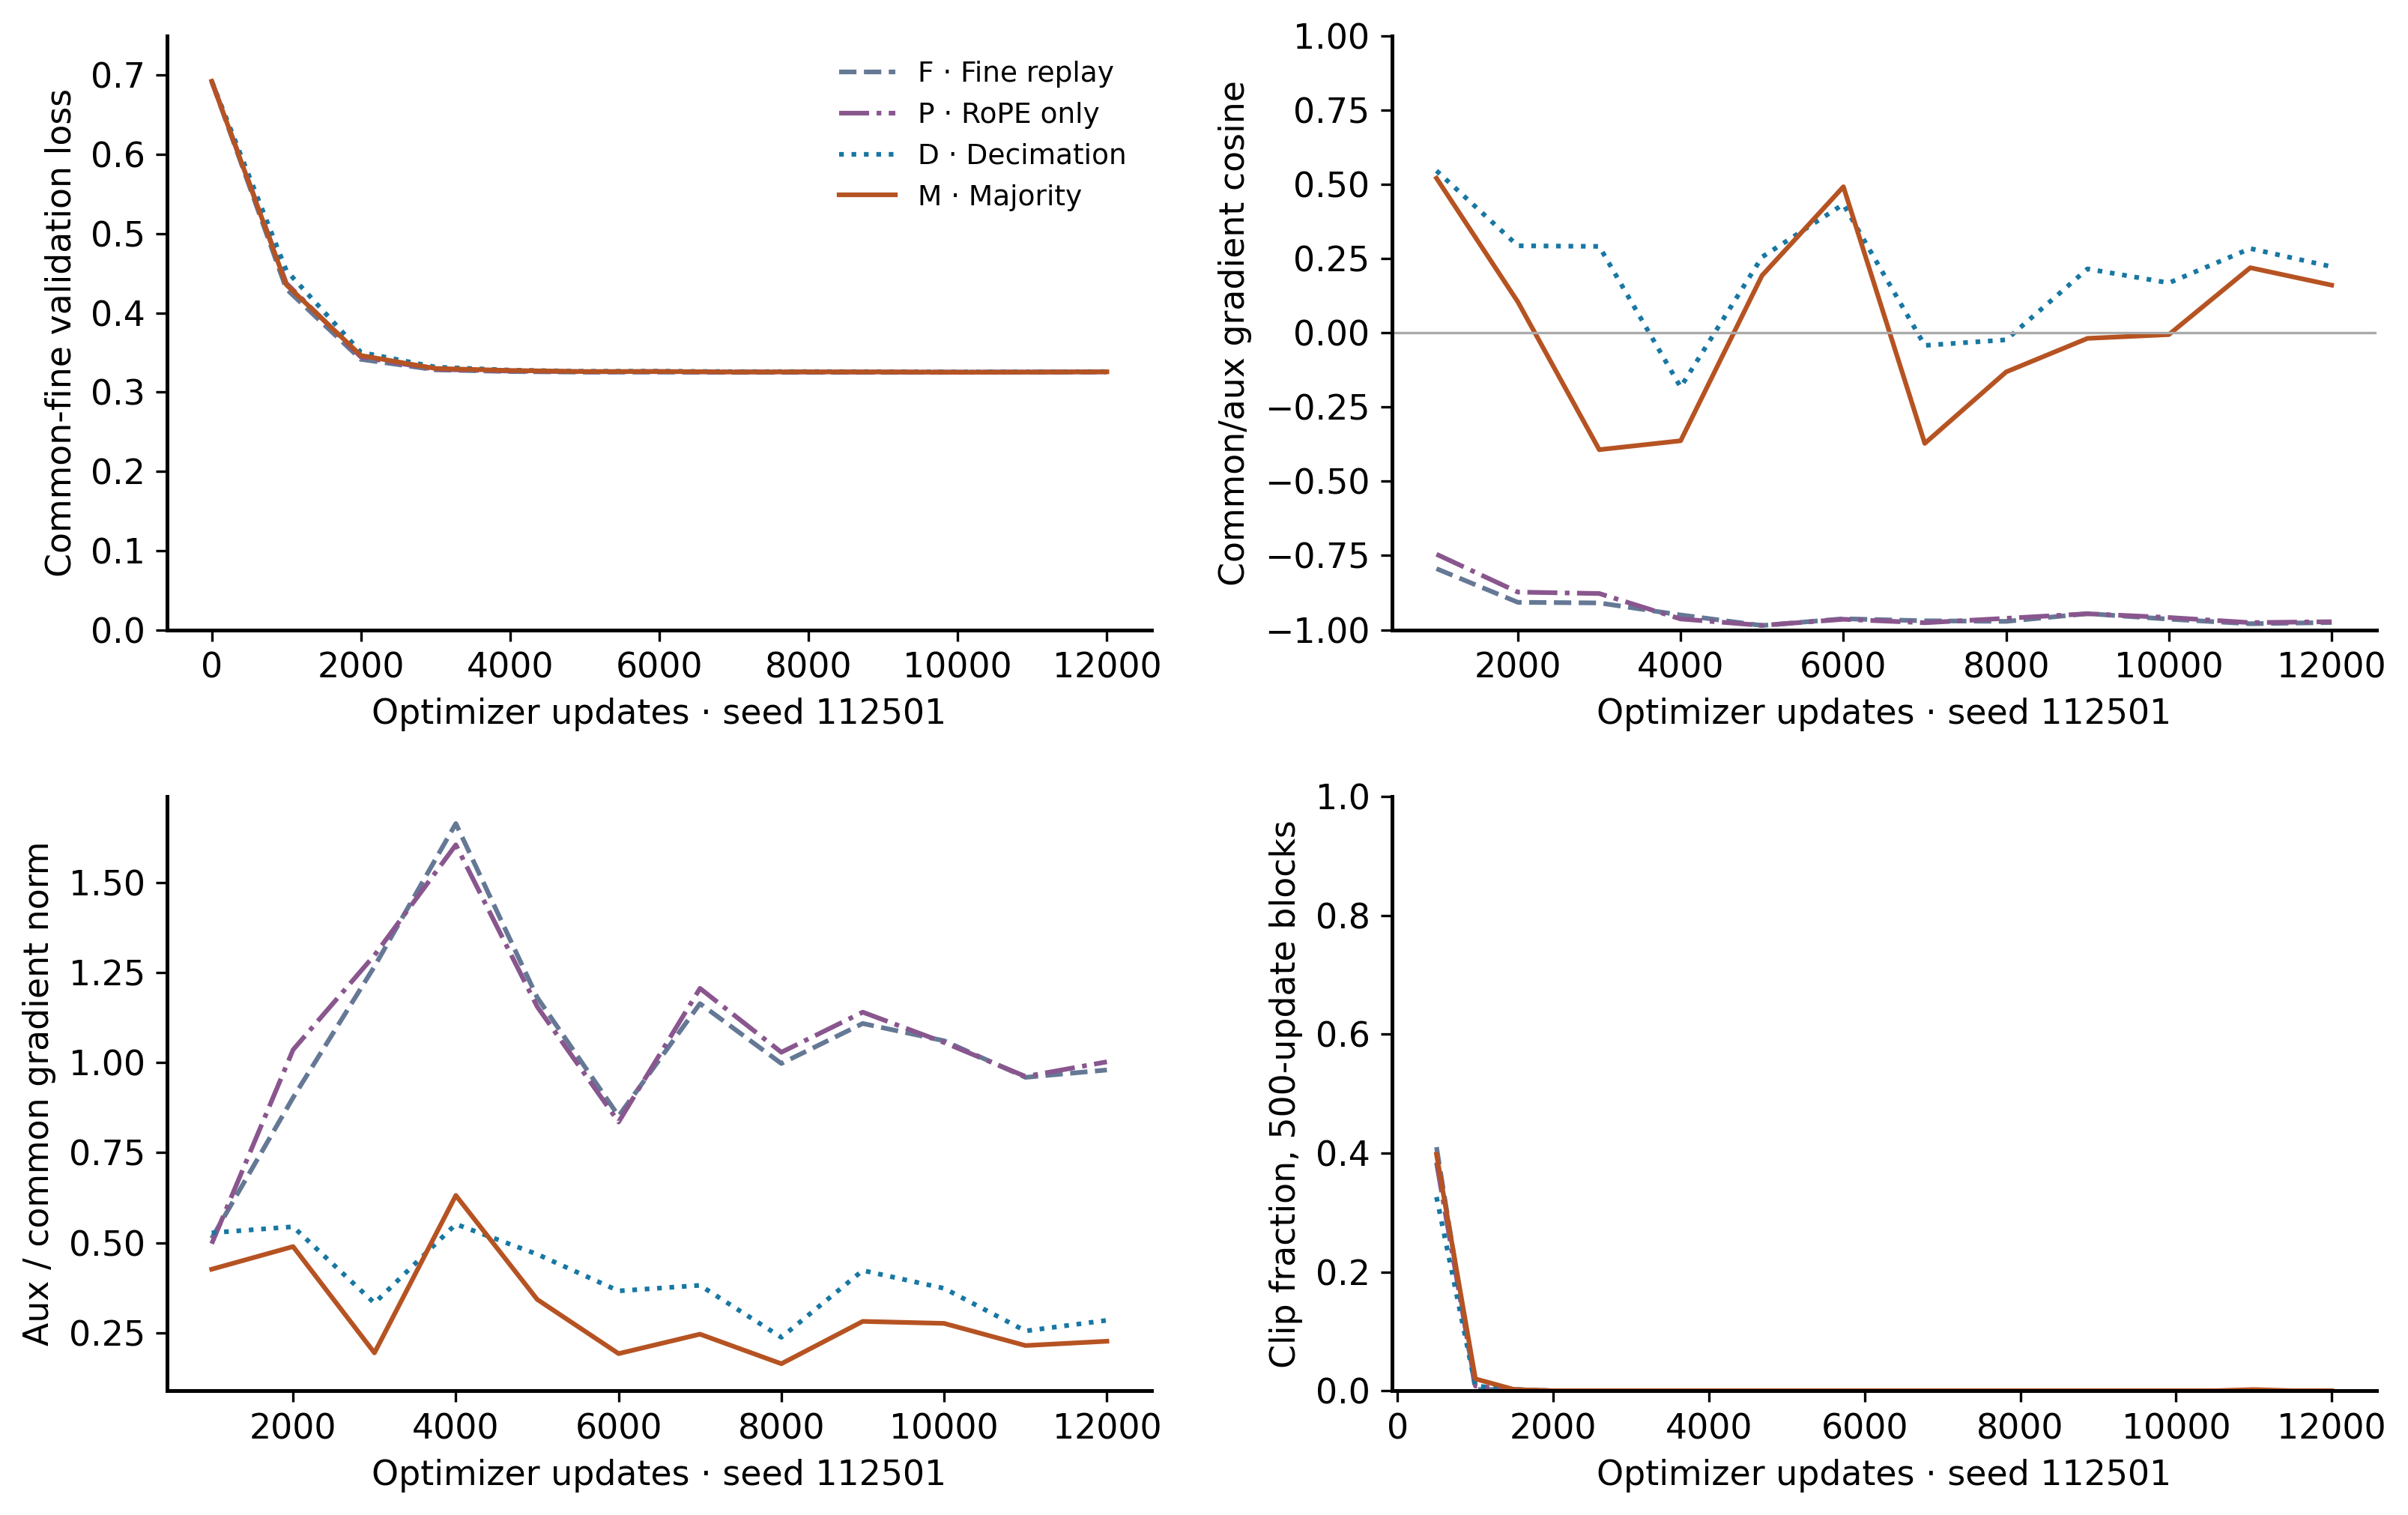 Common-fine validation loss
0.7
0.6
0.5
0.4
0.3
0.2
0.1
0.0
0 2000 4000 6000 8000 10000 12000
Optimizer updates · seed 112501
F · Fine replay
P · RoPE only
D · Decimation
M · Majority
Common/aux gradient cosine
1.00
0.75
0.50
0.25
0.00
−0.25
−0.50
−0.75
−1.00
2000 4000 6000 8000 10000 12000
Optimizer updates · seed 112501
Aux / common gradient norm
1.50
1.25
1.00
0.75
0.50
0.25
2000 4000 6000 8000 10000 12000
Optimizer updates · seed 112501
Clip fraction, 500-update blocks
1.0
0.8
0.6
0.4
0.2
0.0
0 2000 4000 6000 8000 10000 12000
Optimizer updates · seed 112501